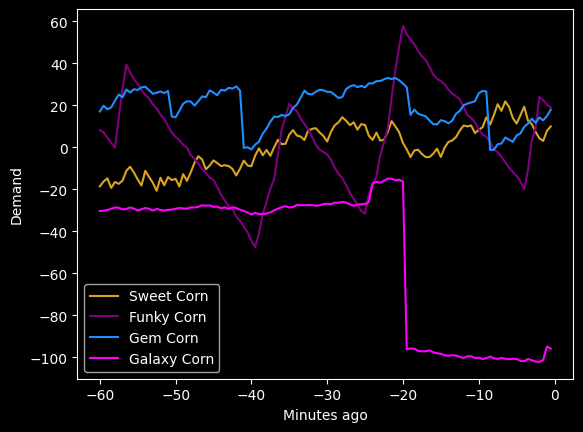 60
40
20
0
−20
−40
−60
−80
−100
Demand
Sweet Corn
Funky Corn
Gem Corn
Galaxy Corn
−60 −50 −40 −30 −20 −10 0
Minutes ago